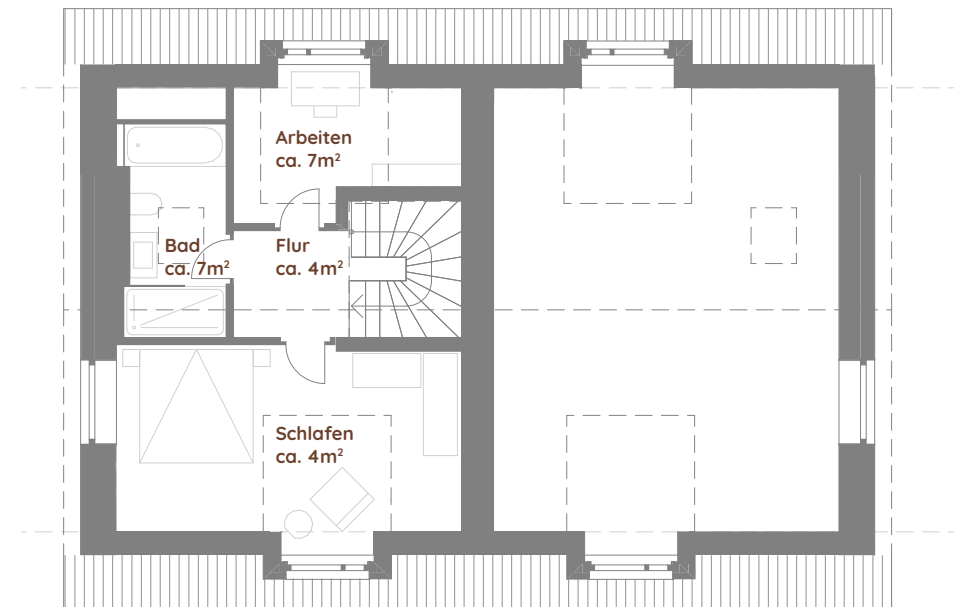 Arbeiten
ca. 7m²
Bad
ca. 7m²
Flur
ca. 4m²
Schlafen
ca. 4m²